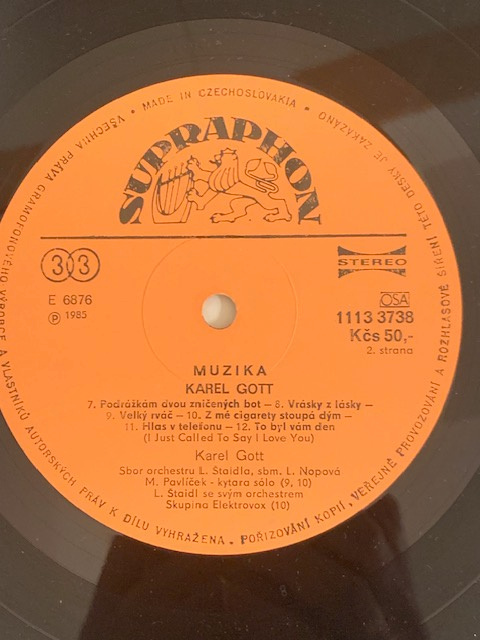 • MADE IN CZECHOSLOVAKIA •
VŠECHNA PRÁVA GRAMOFONOVÉHO VÝROBCE A VLASTNÍKŮ AUTORSKÝCH PRÁV K DÍLU VYHRAŽENA. POŘIZOVÁNÍ KOPIÍ, VEŘEJNÉ PROVOZOVÁNÍ A ROZHLASOVÉ ŠÍŘENÍ TÉTO DESKY JE ZAKÁZÁNO
SUPRAPHON
33
STEREO
E 6876
℗ 1985
OSA
1113 3738
Kčs 50,-
2. strana
MUZIKA
KAREL GOTT
7. Podrážkám dvou zničených bot – 8. Vrásky z lásky –
9. Velký rváč – 10. Z mé cigarety stoupá dým –
11. Hlas v telefonu – 12. To byl vám den
(I Just Called To Say I Love You)
Karel Gott
Sbor orchestru L. Štaidla, sbm. L. Nopová
M. Pavlíček - kytara sólo (9, 10)
L. Štaidl se svým orchestrem
Skupina Elektrovox (10)